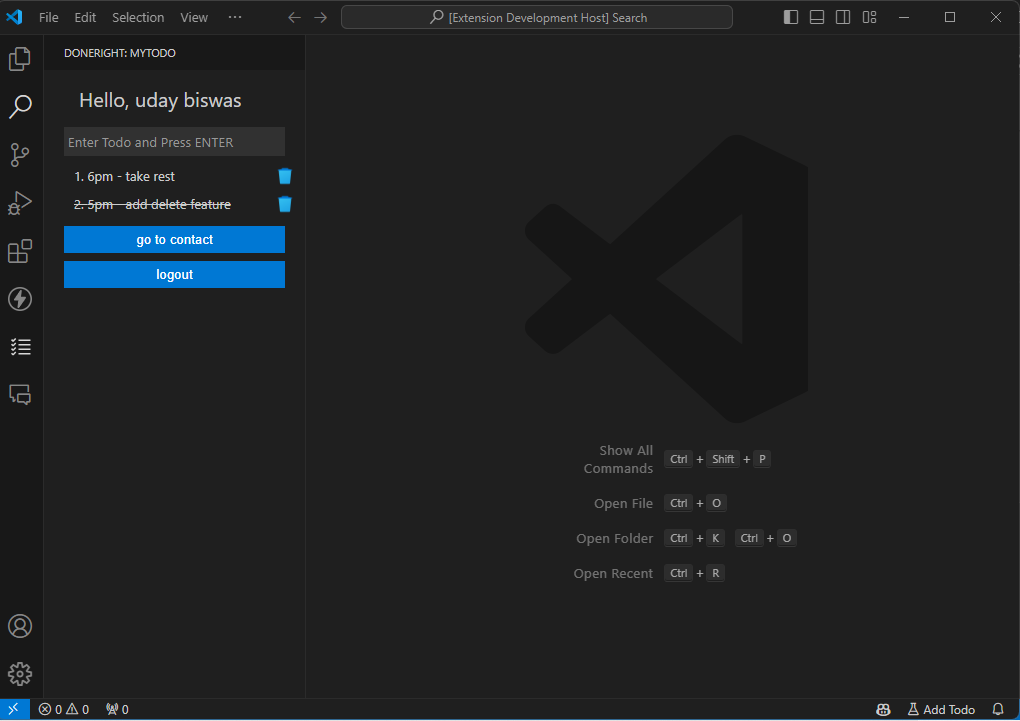 File Edit Selection View ···
[Extension Development Host] Search
DONERIGHT: MYTODO
Hello, uday biswas
Enter Todo and Press ENTER
1. 6pm - take rest
2. 5pm - add delete feature
go to contact
logout
Show All
Commands
Ctrl + Shift + P
Open File Ctrl + O
Open Folder Ctrl + K Ctrl + O
Open Recent Ctrl + R
0 0 0
Add Todo